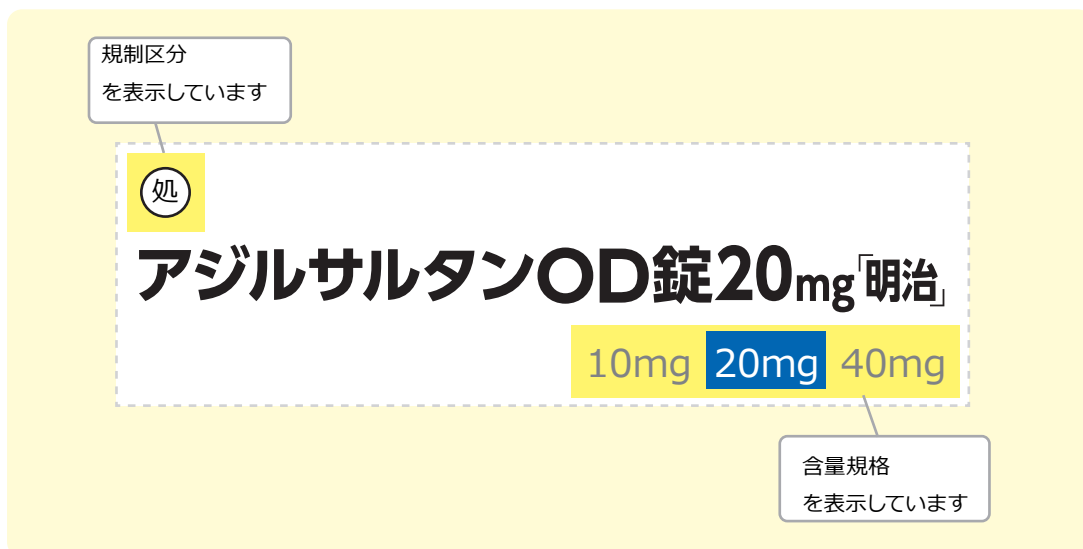 規制区分
を表示しています
処
アジルサルタンOD錠20mg「明治」
10mg 20mg 40mg
含量規格
を表示しています